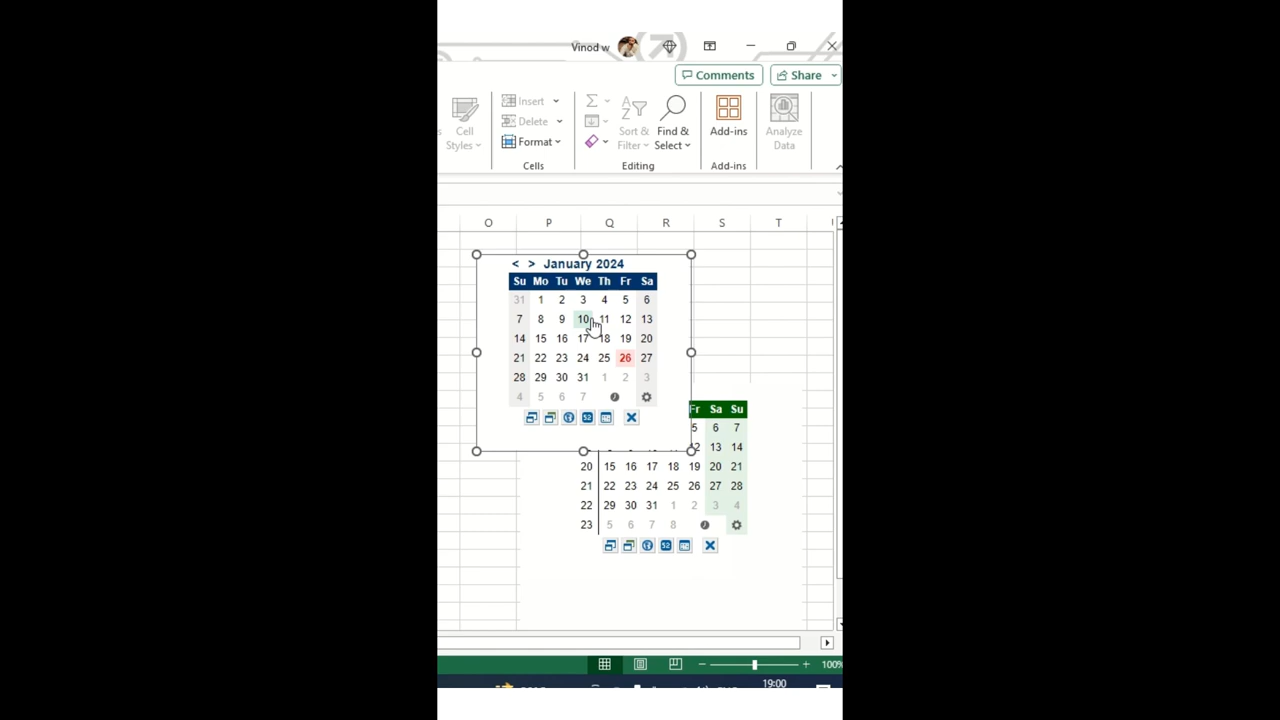 Vinod w
Comments
Share
Cell Styles
Insert
Delete
Format
Cells
Sort & Filter
Find & Select
Editing
Add-ins
Add-ins
Analyze Data
O P Q R S T
< > January 2024
Su Mo Tu We Th Fr Sa
31 1 2 3 4 5 6
7 8 9 10 11 12 13
14 15 16 17 18 19 20
21 22 23 24 25 26 27
28 29 30 31 1 2 3
4 5 6 7
52
Fr Sa Su
5 6 7
12 13 14
20 15 16 17 18 19 20 21
21 22 23 24 25 26 27 28
22 29 30 31 1 2 3 4
23 5 6 7 8
52
100%
19:00